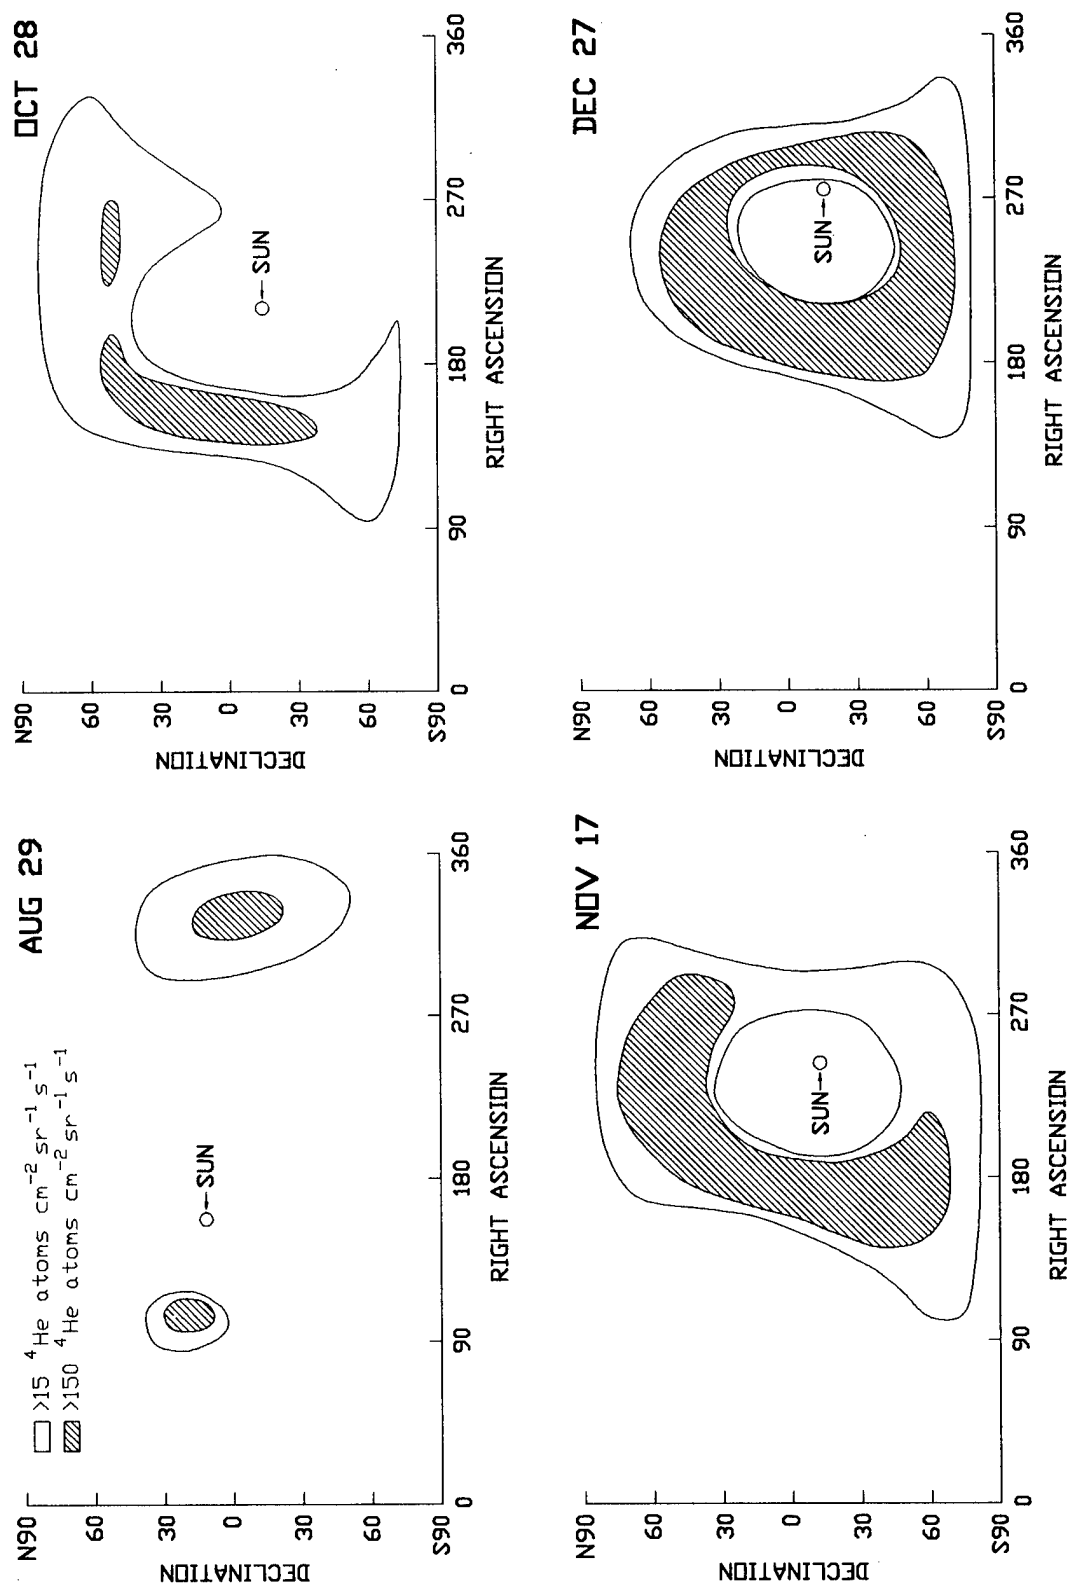 AUG 29
>15 ⁴He atoms cm⁻² sr⁻¹ s⁻¹
>150 ⁴He atoms cm⁻² sr⁻¹ s⁻¹
N90
60
30
0
30
60
S90
DECLINATION
SUN
0
90
180
270
360
RIGHT ASCENSION
OCT 28
N90
60
30
0
30
60
S90
DECLINATION
SUN
0
90
180
270
360
RIGHT ASCENSION
NOV 17
N90
60
30
0
30
60
S90
DECLINATION
SUN
0
90
180
270
360
RIGHT ASCENSION
DEC 27
N90
60
30
0
30
60
S90
DECLINATION
SUN
0
90
180
270
360
RIGHT ASCENSION